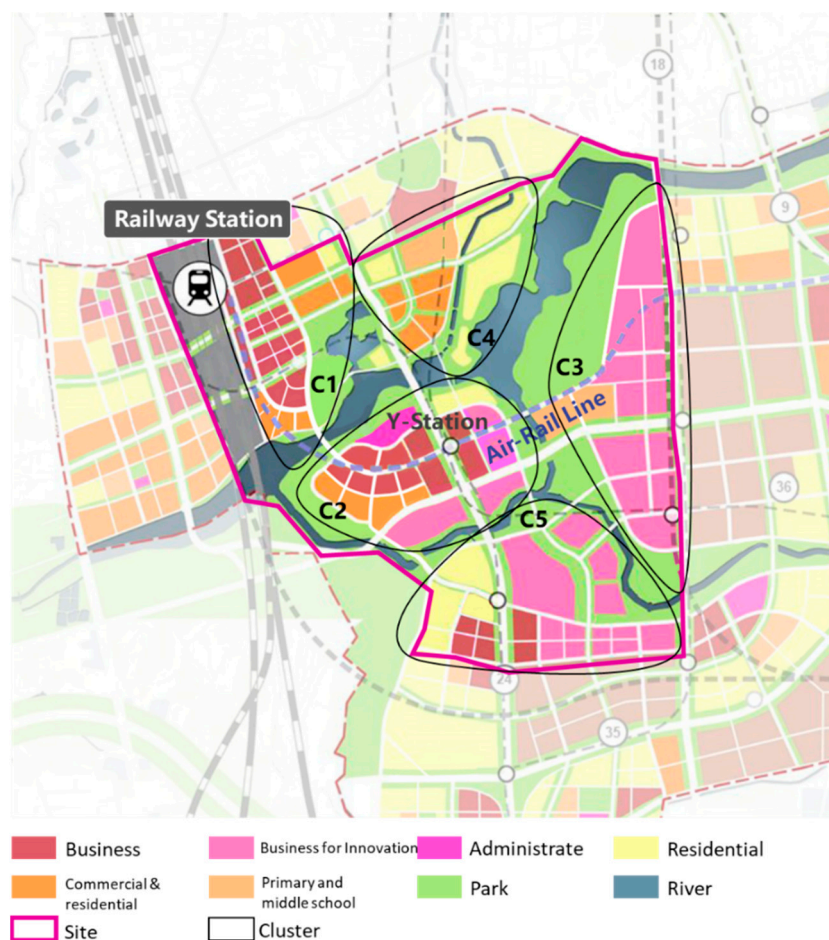 18
Railway Station
9
C4
C3
C1
Y-Station
Air-Rail Line
36
C2
C5
24
35
Business
Business for Innovation
Administrate
Residential
Commercial &
residential
Primary and
middle school
Park
River
Site
Cluster